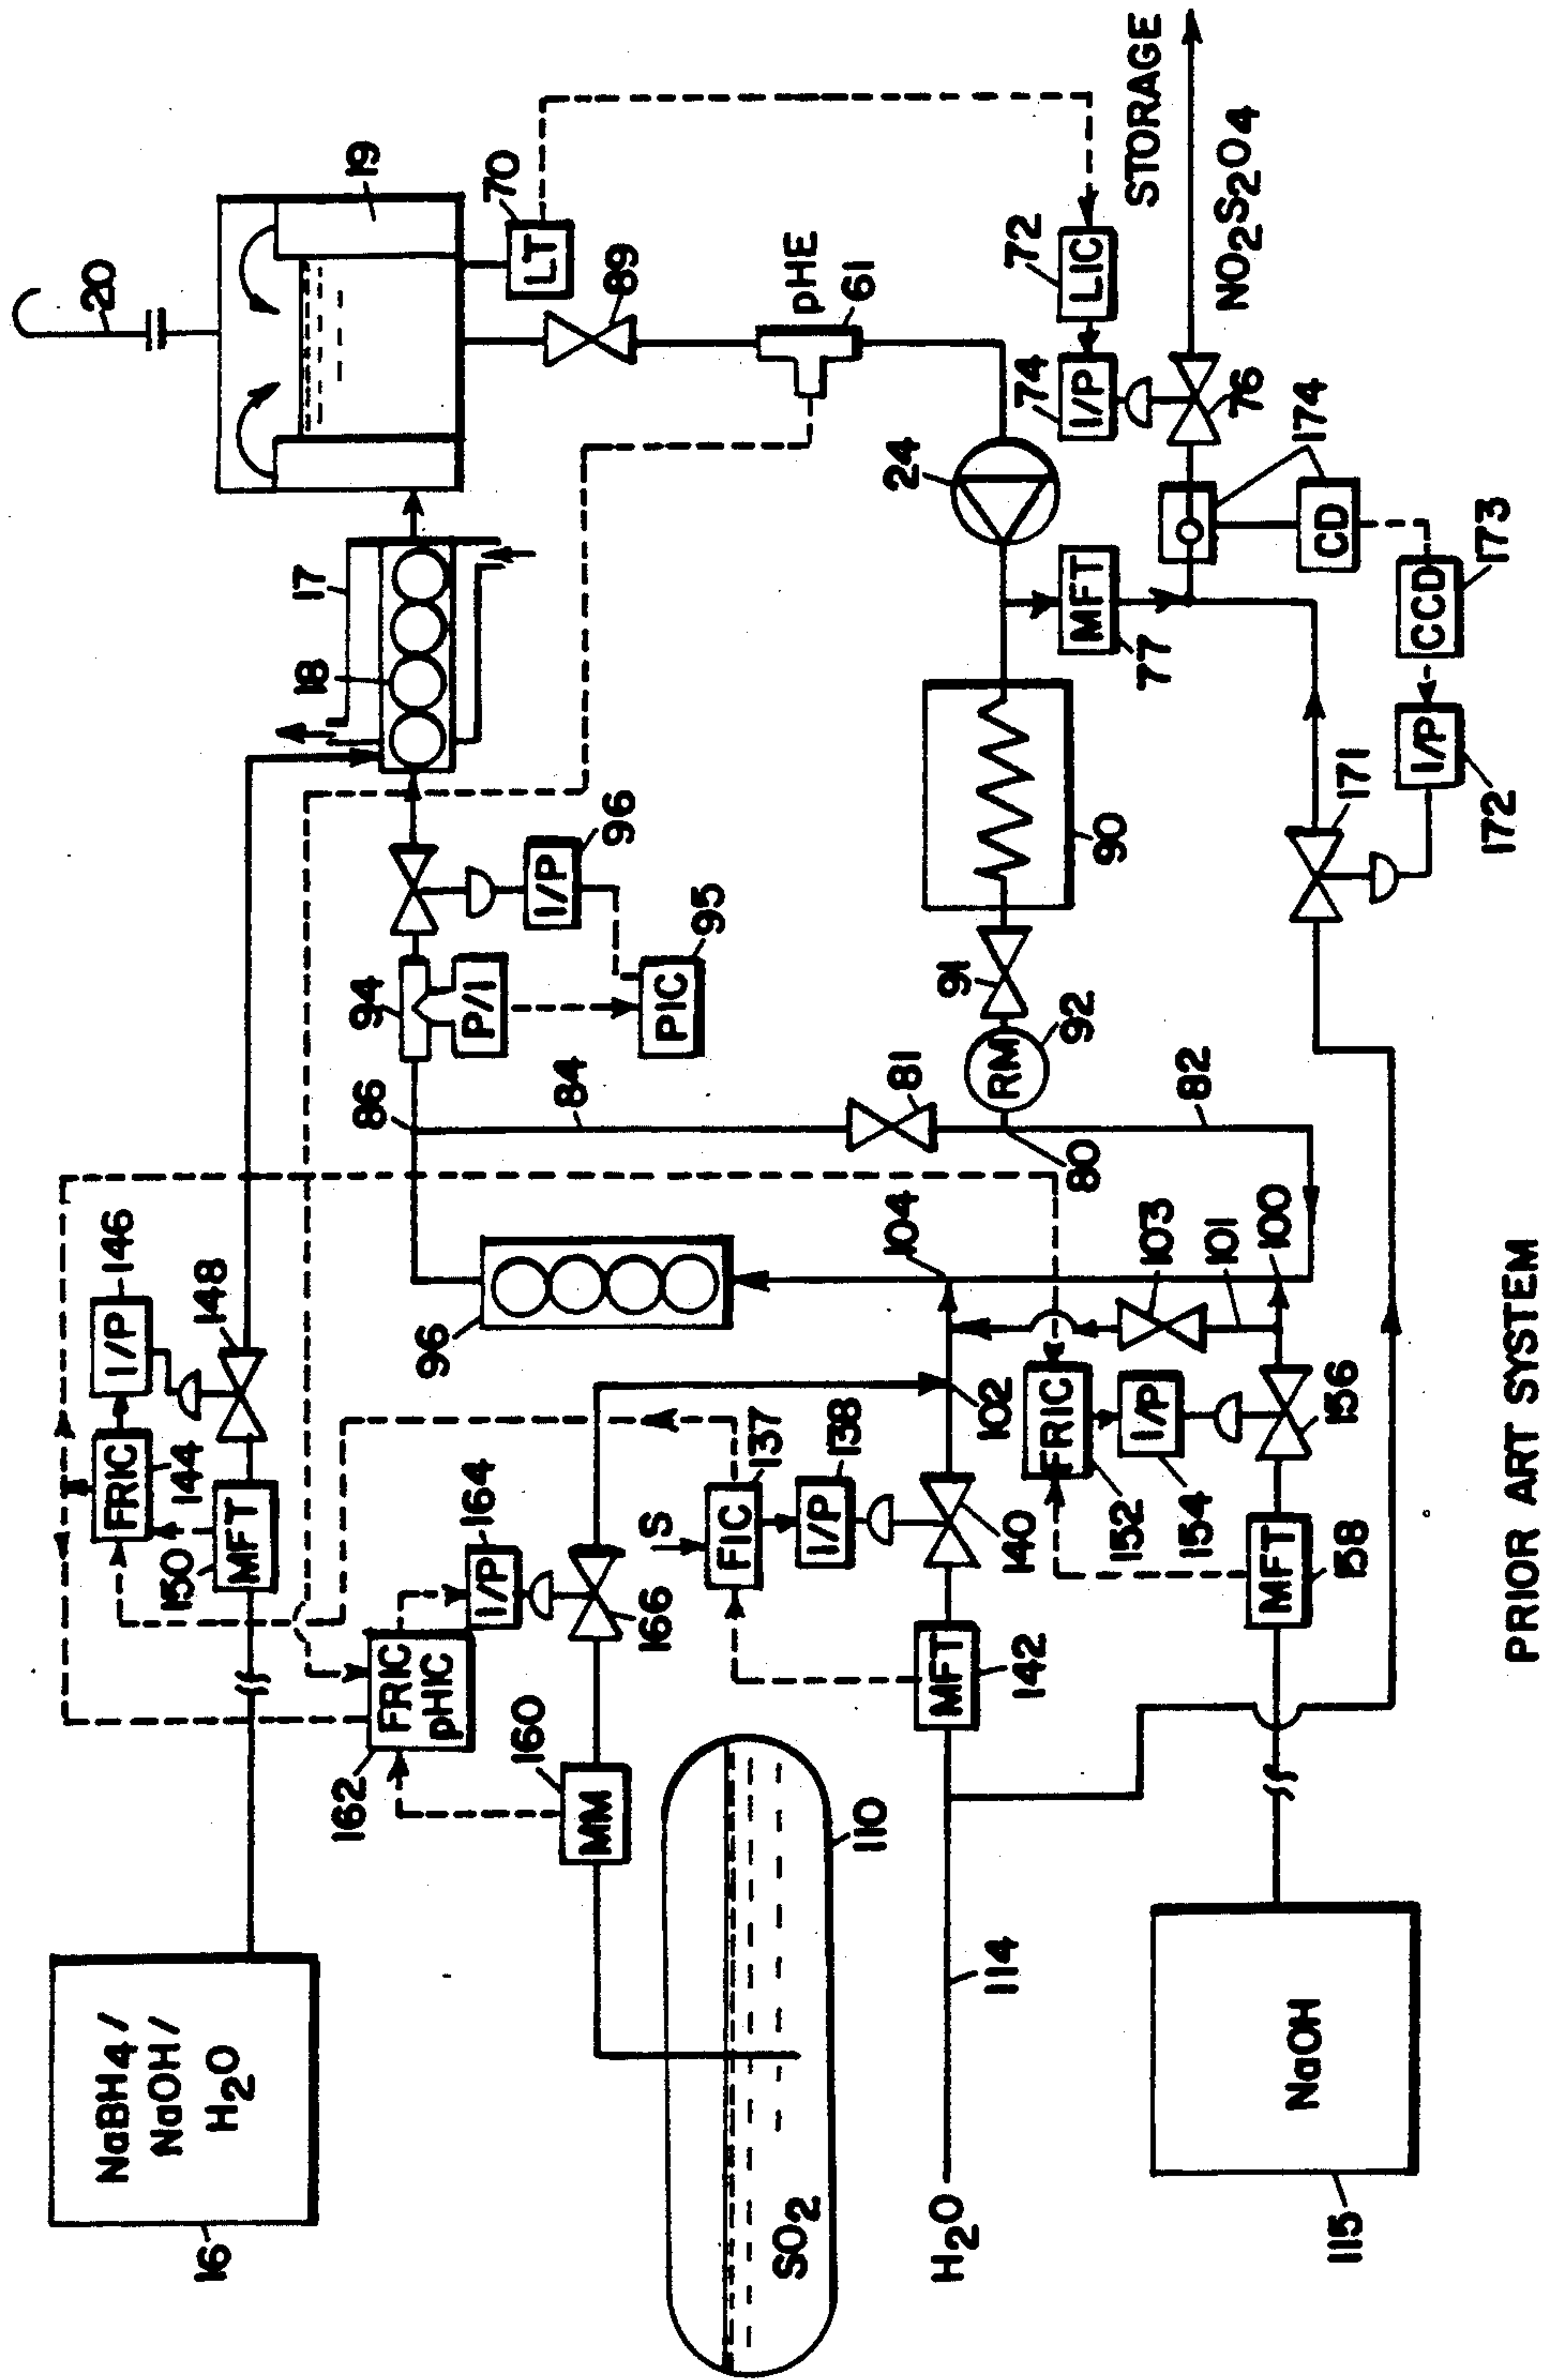 NaBH4/
NaOH/
H2O
16
150
MFT
FRIC
144
I/P
146
148
162
FRIC
pHIC
I/P
164
166
160
MM
SO2
110
S
FIC
137
I/P
138
140
MFT
142
H2O
114
102
104
FRIC
152
I/P
154
156
MFT
158
NaOH
115
103
101
100
96
86
84
81
80
82
94
P/I
PIC
95
I/P
96
18
17
19
20
LT
70
89
pHE
61
24
90
91
RM
92
MFT
77
LIC
72
I/P
74
76
174
CD
CCD
173
I/P
172
171
STORAGE
NO2S2O4
PRIOR ART SYSTEM